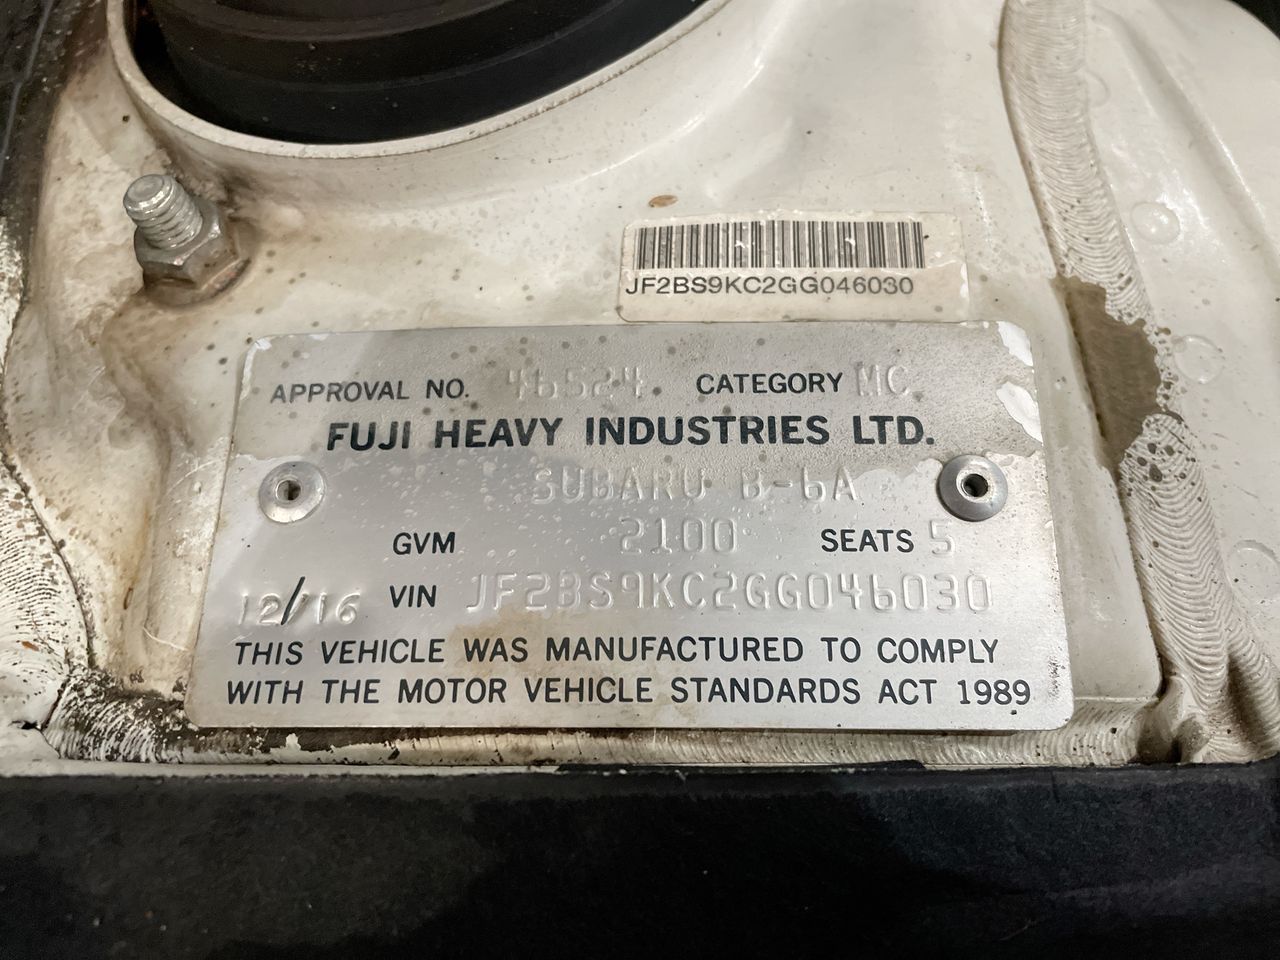 JF2BS9KC2GG046030
APPROVAL NO. 46524. CATEGORY MC.
FUJI HEAVY INDUSTRIES LTD.
SUBARU B-6A
GVM 2100 SEATS 5
12/16 VIN JF2BS9KC2GG046030
THIS VEHICLE WAS MANUFACTURED TO COMPLY
WITH THE MOTOR VEHICLE STANDARDS ACT 1989